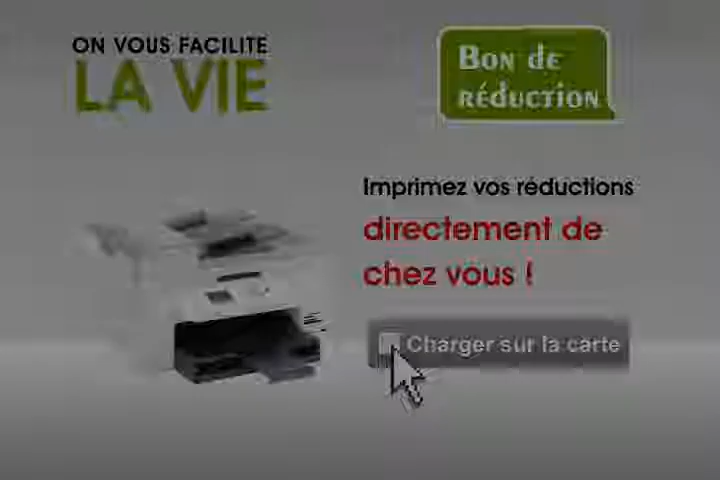 ON VOUS FACILITE
LA VIE
Bon de
réduction
Imprimez vos réductions
directement de
chez vous !
Charger sur la carte